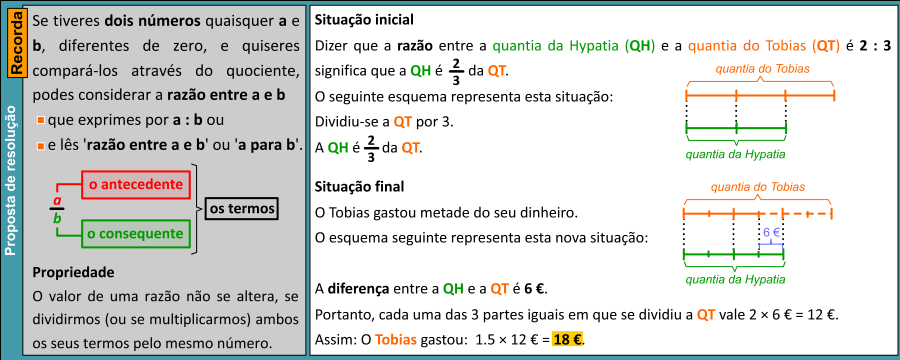 Proposta de resolução
Recorda
Se tiveres dois números quaisquer a e
b, diferentes de zero, e quiseres
compará-los através do quociente,
podes considerar a razão entre a e b
que exprimes por a : b ou
e lês 'razão entre a e b' ou 'a para b'.
a
b
o antecedente
o consequente
os termos
Propriedade
O valor de uma razão não se altera, se
dividirmos (ou se multiplicarmos) ambos
os seus termos pelo mesmo número.
Situação inicial
Dizer que a razão entre a quantia da Hypatia (QH) e a quantia do Tobias (QT) é 2 : 3
significa que a QH é 2/3 da QT.
O seguinte esquema representa esta situação:
Dividiu-se a QT por 3.
A QH é 2/3 da QT.
quantia do Tobias
quantia da Hypatia
Situação final
O Tobias gastou metade do seu dinheiro.
O esquema seguinte representa esta nova situação:
quantia do Tobias
6 €
quantia da Hypatia
A diferença entre a QH e a QT é 6 €.
Portanto, cada uma das 3 partes iguais em que se dividiu a QT vale 2 × 6 € = 12 €.
Assim: O Tobias gastou: 1.5 × 12 € = 18 €.